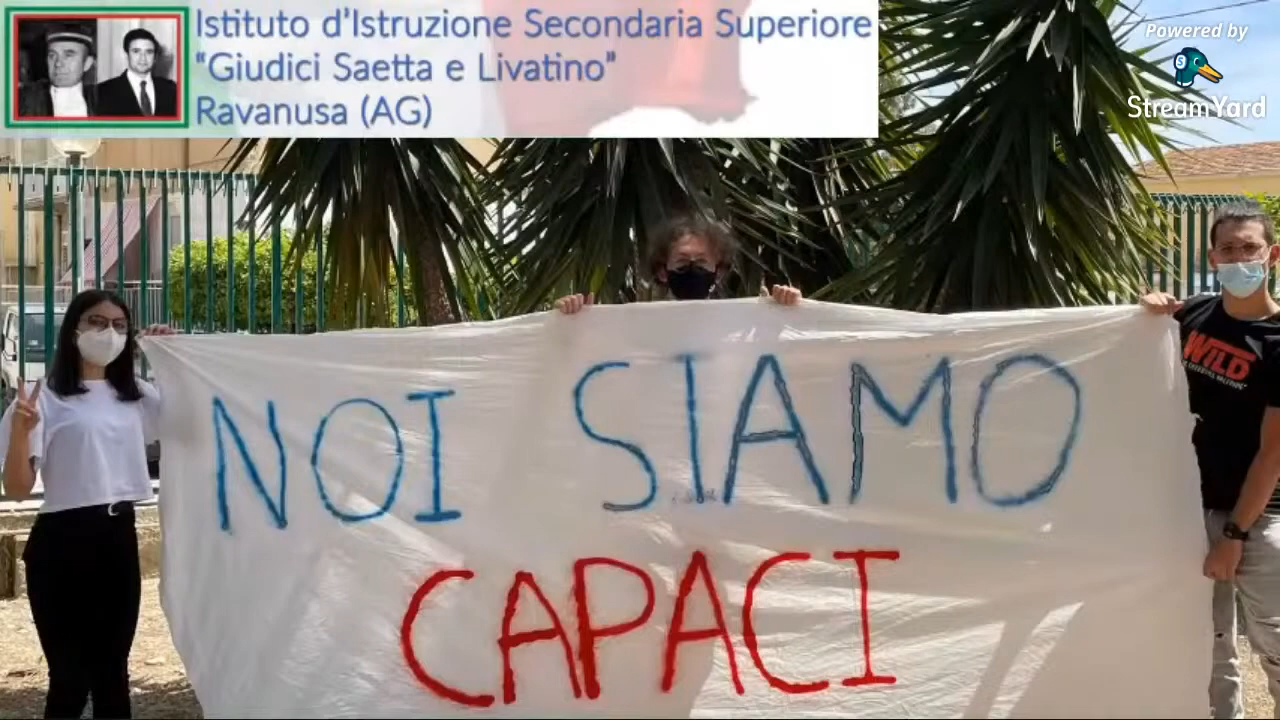 Istituto d'Istruzione Secondaria Superiore
"Giudici Saetta e Livatino"
Ravanusa (AG)
Powered by
StreamYard
NOI SIAMO
CAPACI
WiLD